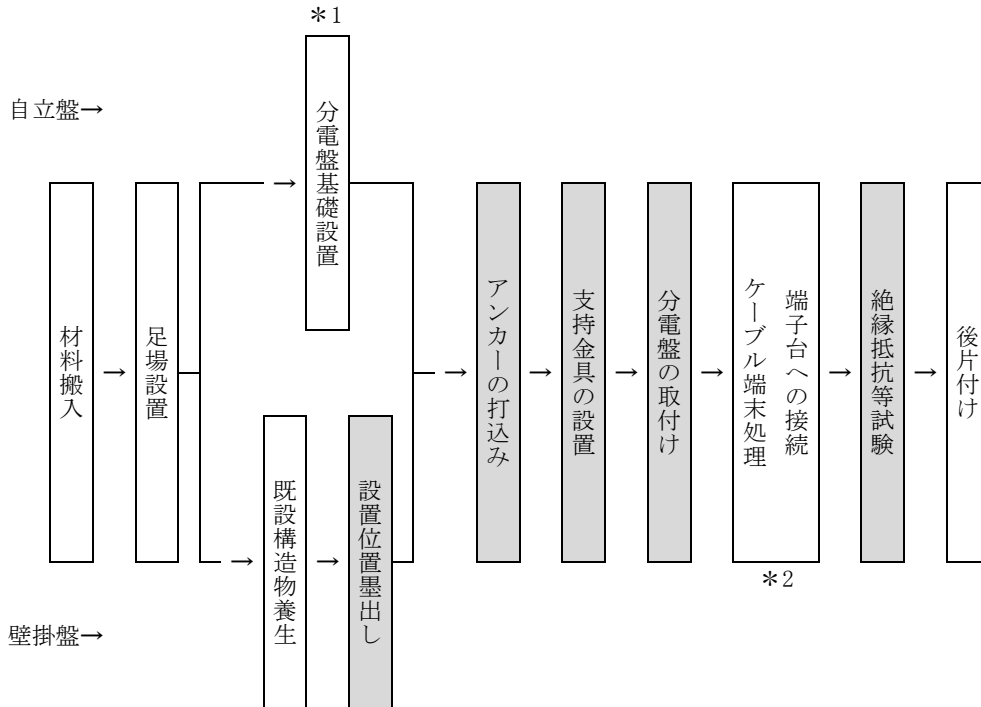 ＊1
自立盤→
分電盤基礎設置
材料搬入
→
足場設置
→
既設構造物養生
→
設置位置墨出し
→
アンカーの打込み
→
支持金具の設置
→
分電盤の取付け
→
端子台への接続
ケーブル端末処理
＊2
→
絶縁抵抗等試験
→
後片付け
→
壁掛盤→